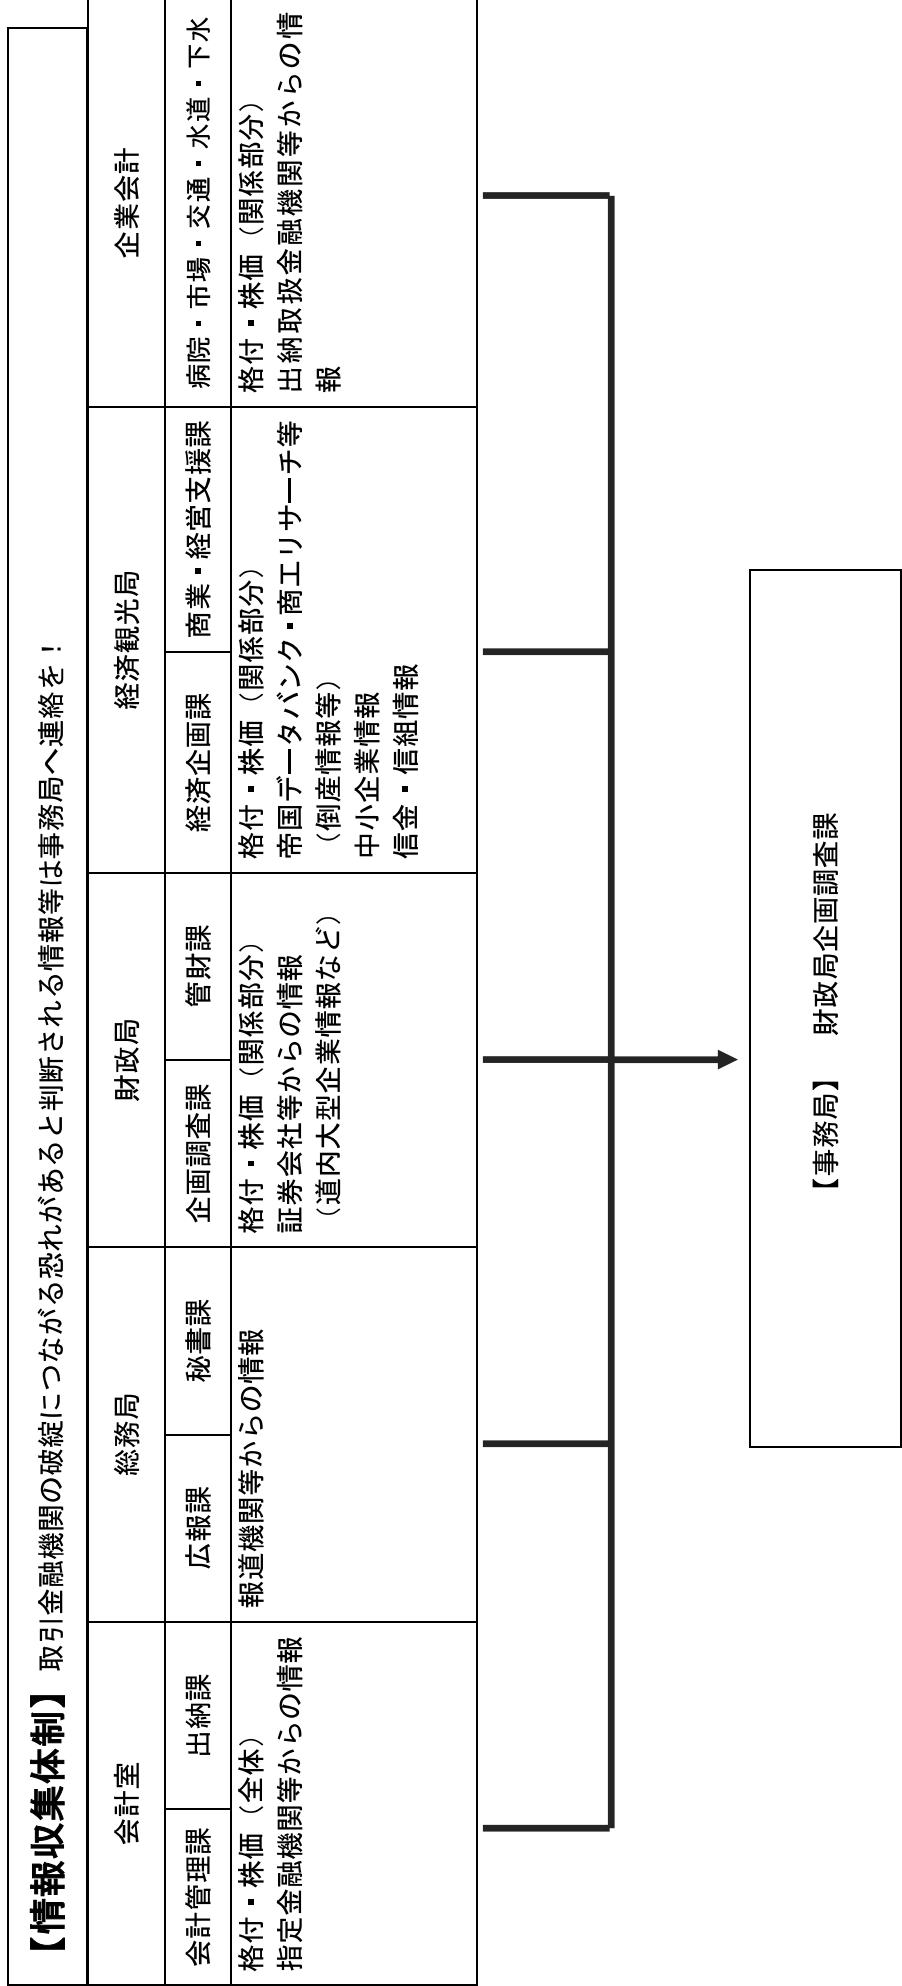 【情報収集体制】 取引金融機関の破綻につながる恐れがあると判断される情報等は事務局へ連絡を！
会計室
会計管理課
出納課
格付・株価（全体）
指定金融機関等からの情報
総務局
広報課
秘書課
報道機関等からの情報
財政局
企画調査課
管財課
格付・株価（関係部分）
証券会社等からの情報
（道内大型企業情報など）
経済観光局
経済企画課
商業・経営支援課
格付・株価（関係部分）
帝国データバンク・商工リサーチ等
（倒産情報等）
中小企業情報
信金・信組情報
企業会計
病院・市場・交通・水道・下水
格付・株価（関係部分）
出納取扱金融機関等からの情
報
【事務局】 財政局企画調査課